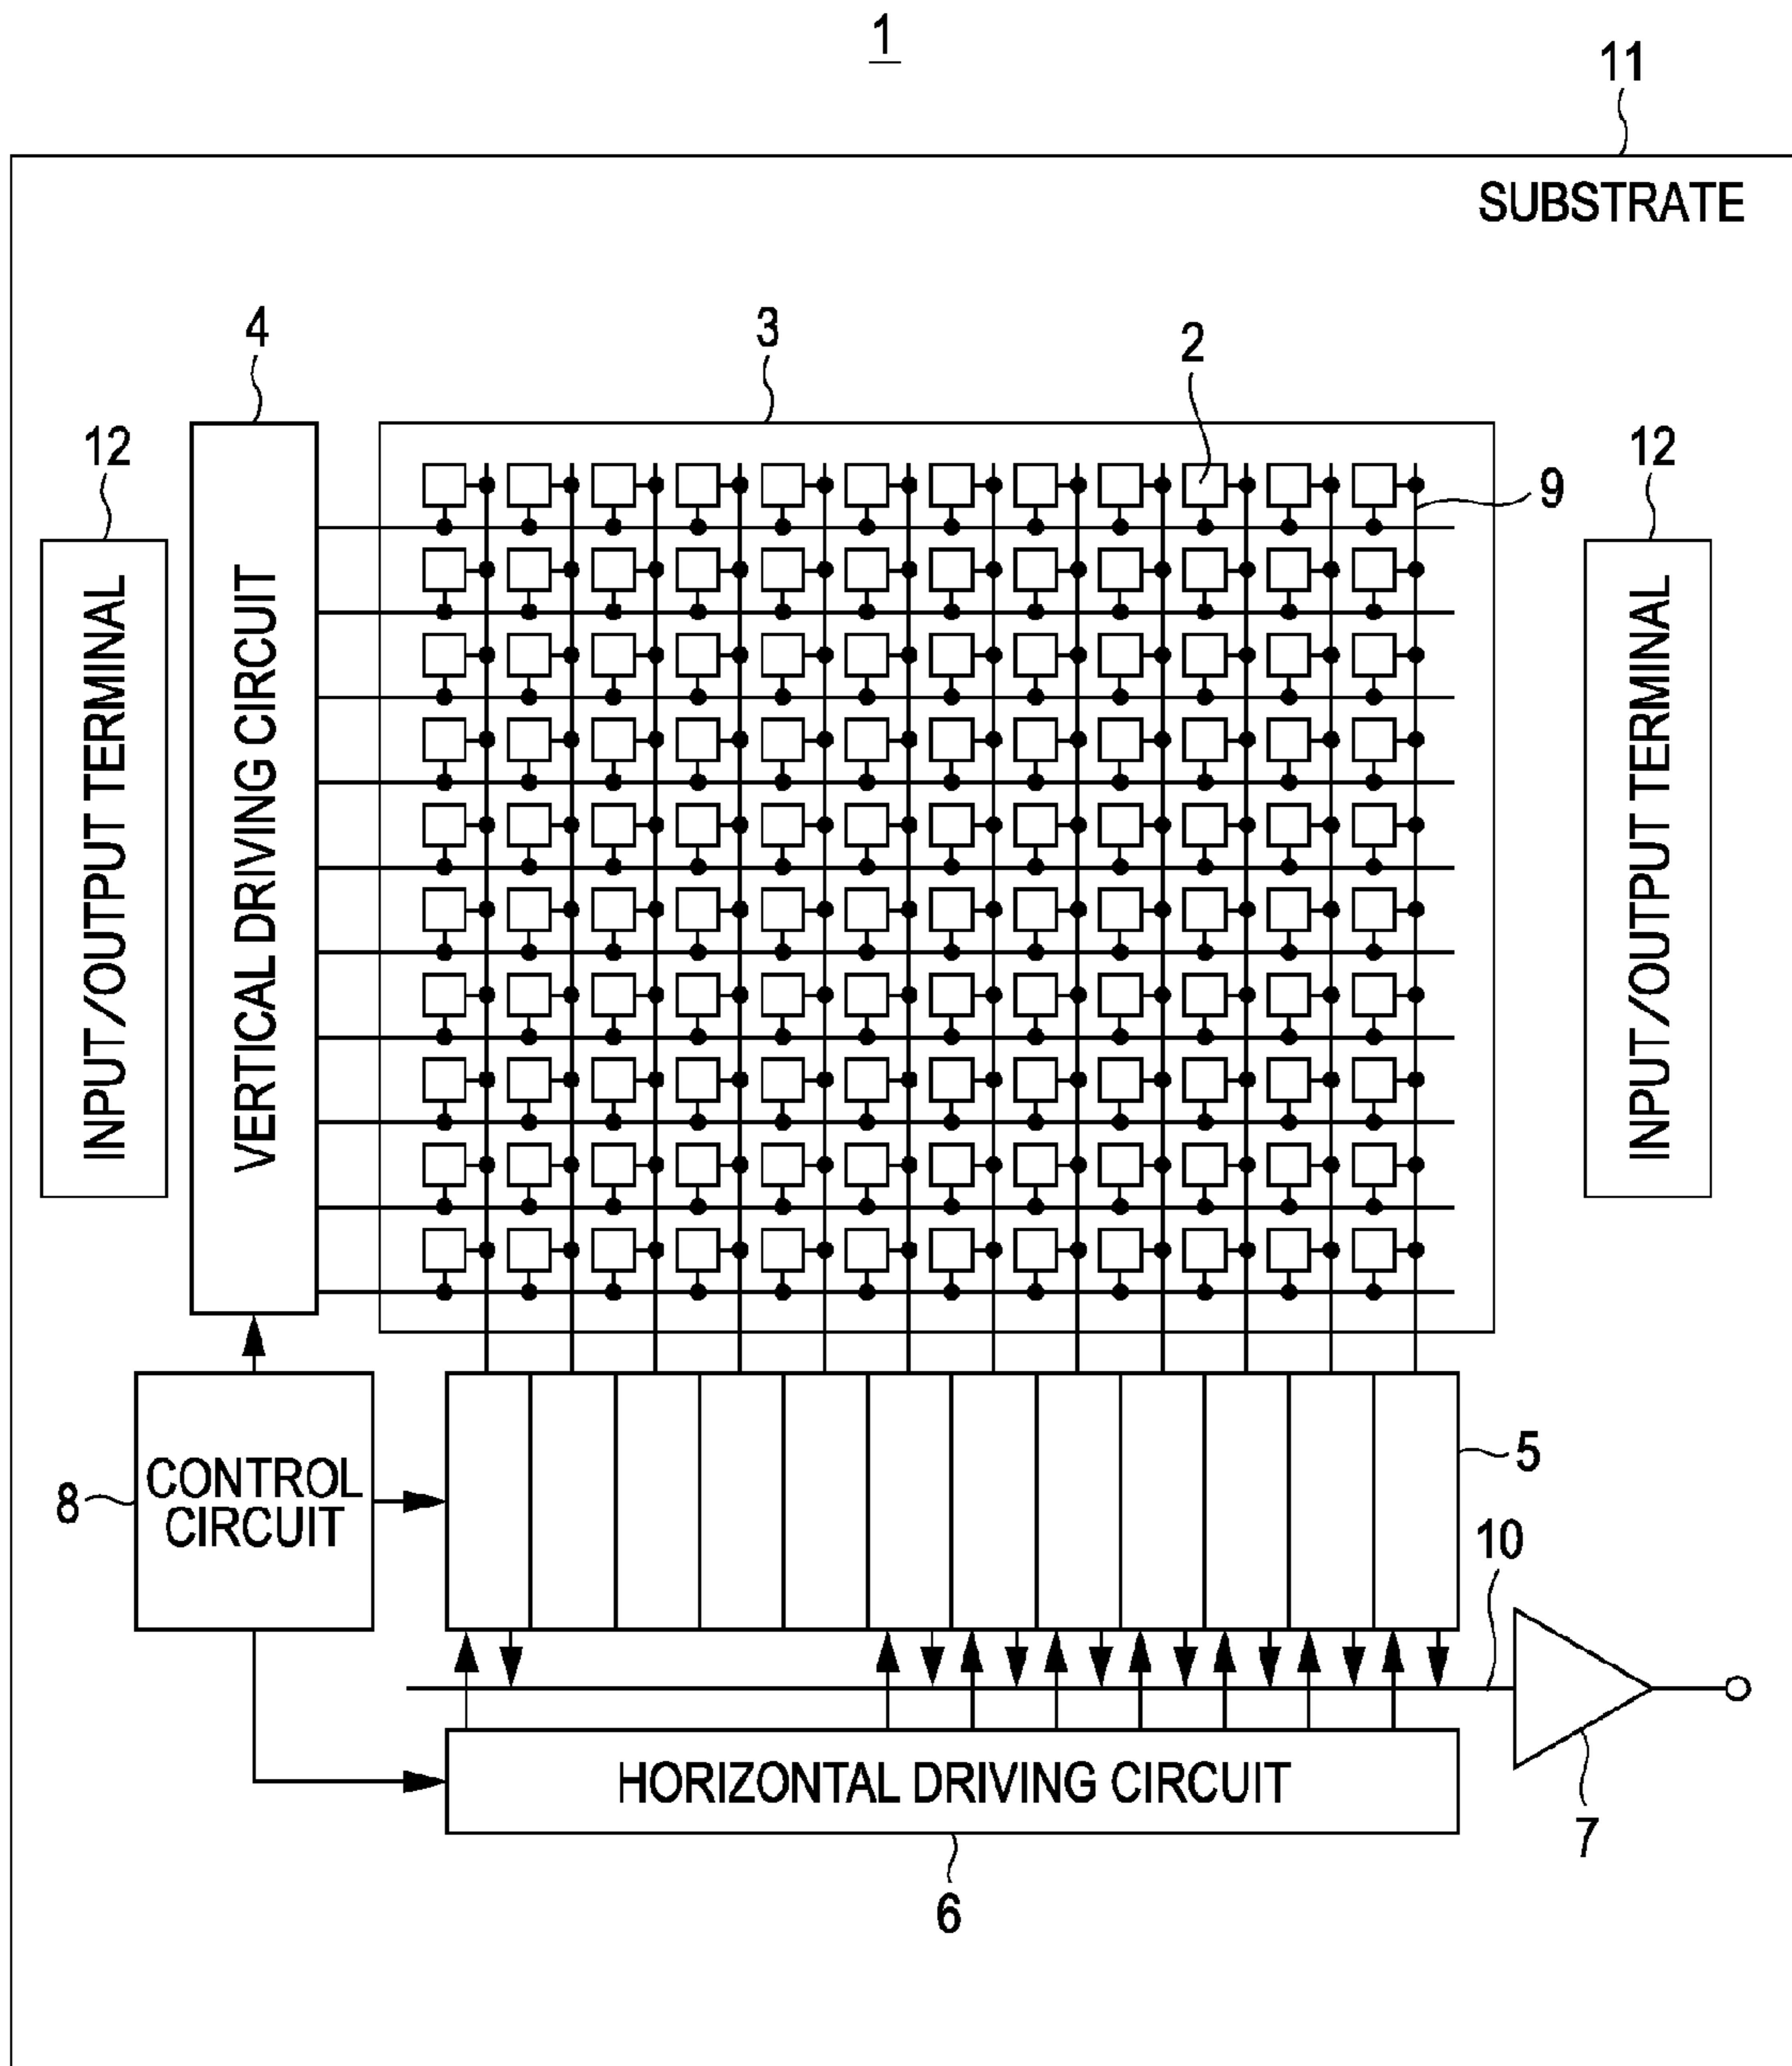 1
11
SUBSTRATE
4
3
2
12
12
9
INPUT/OUTPUT TERMINAL
VERTICAL DRIVING CIRCUIT
INPUT/OUTPUT TERMINAL
5
8
CONTROL
CIRCUIT
10
HORIZONTAL DRIVING CIRCUIT
7
6